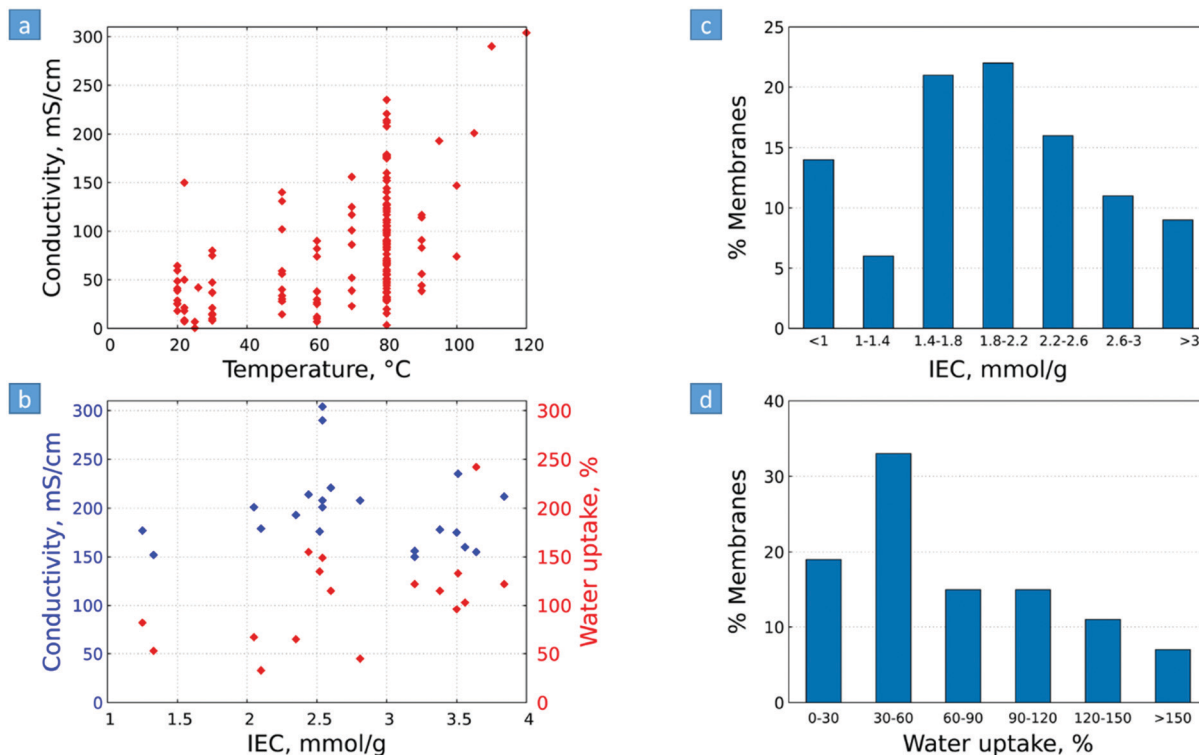 a
Conductivity, mS/cm
300
250
200
150
100
50
0
0 20 40 60 80 100 120
Temperature, °C
b
Conductivity, mS/cm
300
250
200
150
100
50
0
1 1.5 2 2.5 3 3.5 4
IEC, mmol/g
300
250
200
150
100
50
0
Water uptake, %
c
% Membranes
25
20
15
10
5
0
<1 1-1.4 1.4-1.8 1.8-2.2 2.2-2.6 2.6-3 >3
IEC, mmol/g
d
% Membranes
40
30
20
10
0
0-30 30-60 60-90 90-120 120-150 >150
Water uptake, %